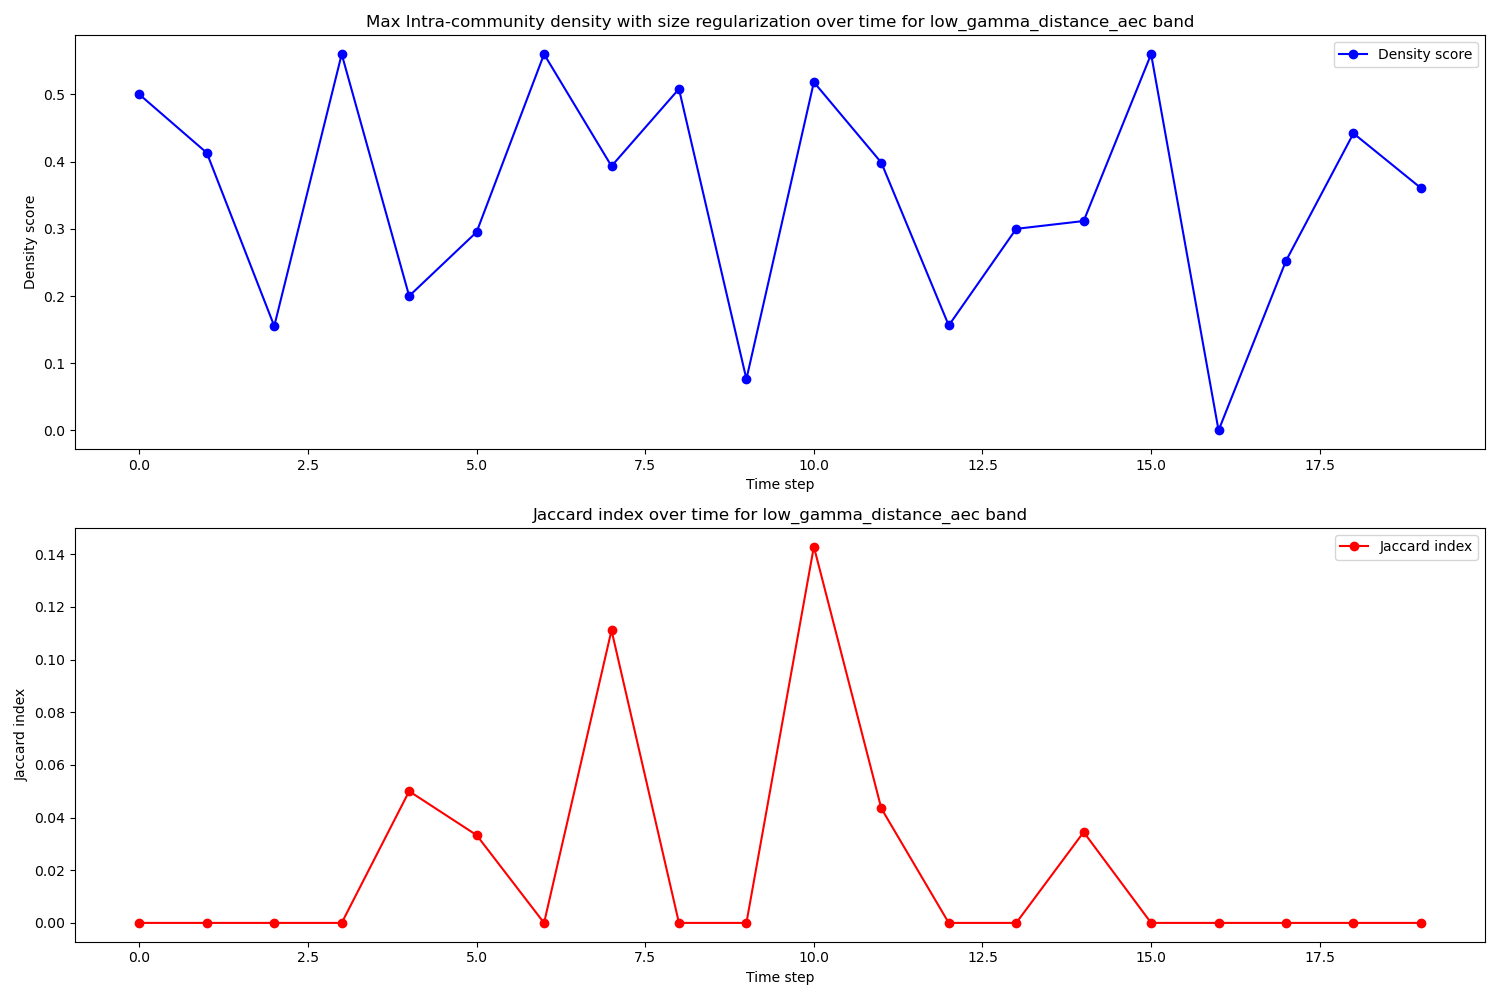 Max Intra-community density with size regularization over time for low_gamma_distance_aec band
Density score
Density score
0.5
0.4
0.3
0.2
0.1
0.0
0.0 2.5 5.0 7.5 10.0 12.5 15.0 17.5
Time step
Jaccard index over time for low_gamma_distance_aec band
Jaccard index
Jaccard index
0.14
0.12
0.10
0.08
0.06
0.04
0.02
0.00
0.0 2.5 5.0 7.5 10.0 12.5 15.0 17.5
Time step